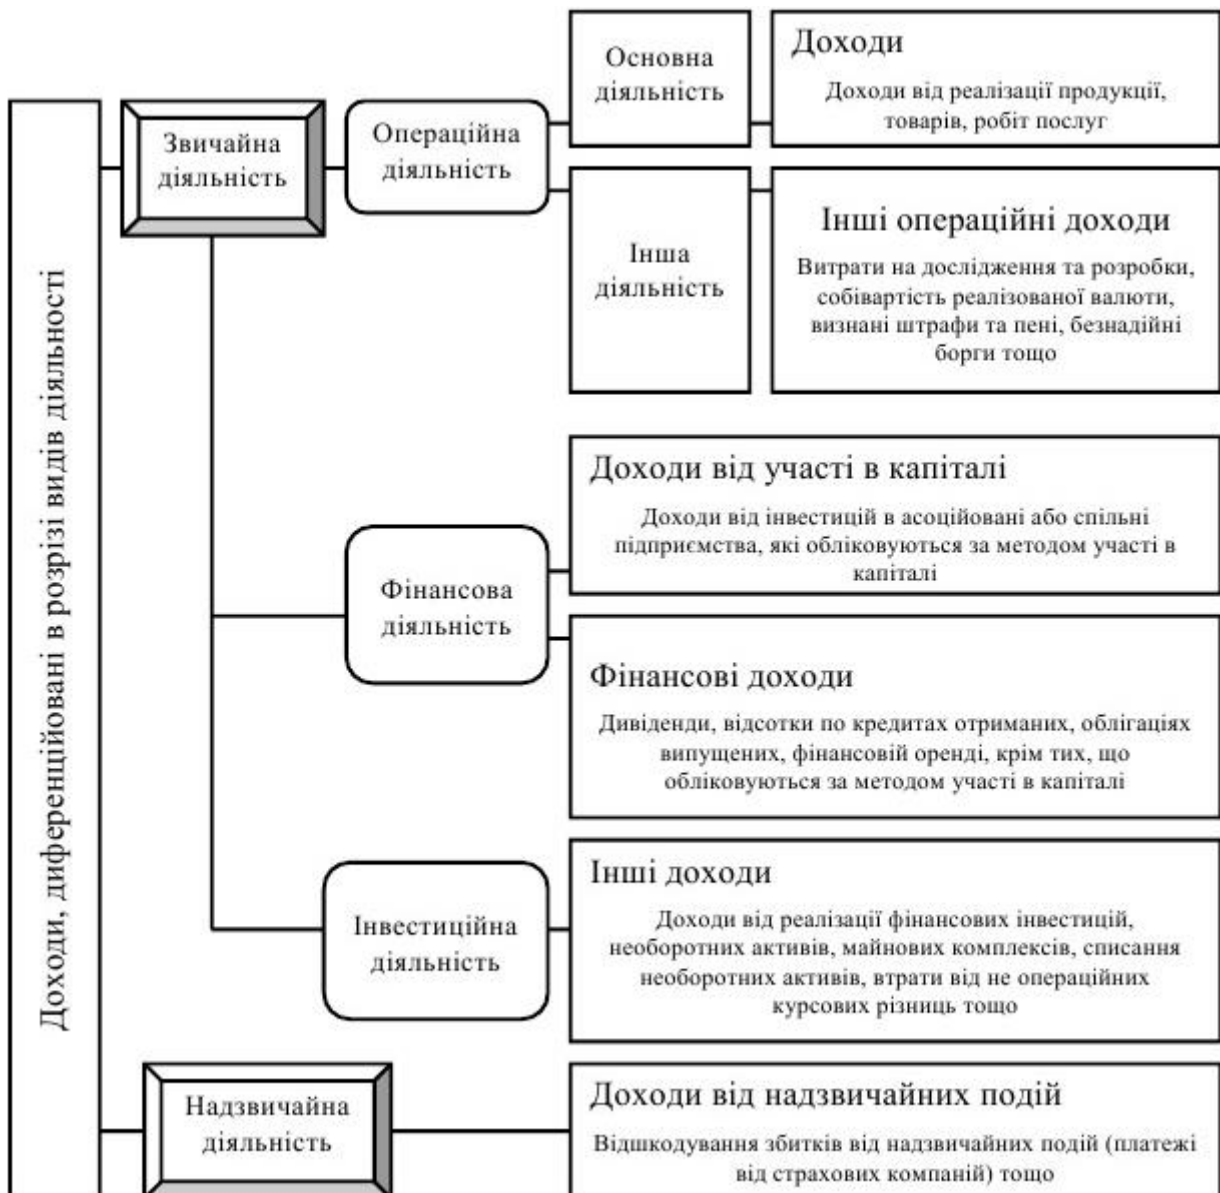 Доходи, диференційовані в розрізі видів діяльності
Звичайна
діяльність
Операційна
діяльність
Основна
діяльність
Доходи
Доходи від реалізації продукції,
товарів, робіт послуг
Інша
діяльність
Інші операційні доходи
Витрати на дослідження та розробки,
собівартість реалізованої валюти,
визнані штрафи та пені, безнадійні
борги тощо
Фінансова
діяльність
Доходи від участі в капіталі
Доходи від інвестицій в асоційовані або спільні
підприємства, які обліковуються за методом участі в
капіталі
Фінансові доходи
Дивіденди, відсотки по кредитах отриманих, облігаціях
випущених, фінансовій оренді, крім тих, що
обліковуються за методом участі в капіталі
Інвестиційна
діяльність
Інші доходи
Доходи від реалізації фінансових інвестицій,
необоротних активів, майнових комплексів, списання
необоротних активів, втрати від не операційних
курсових різниць тощо
Надзвичайна
діяльність
Доходи від надзвичайних подій
Відшкодування збитків від надзвичайних подій (платежі
від страхових компаній) тощо